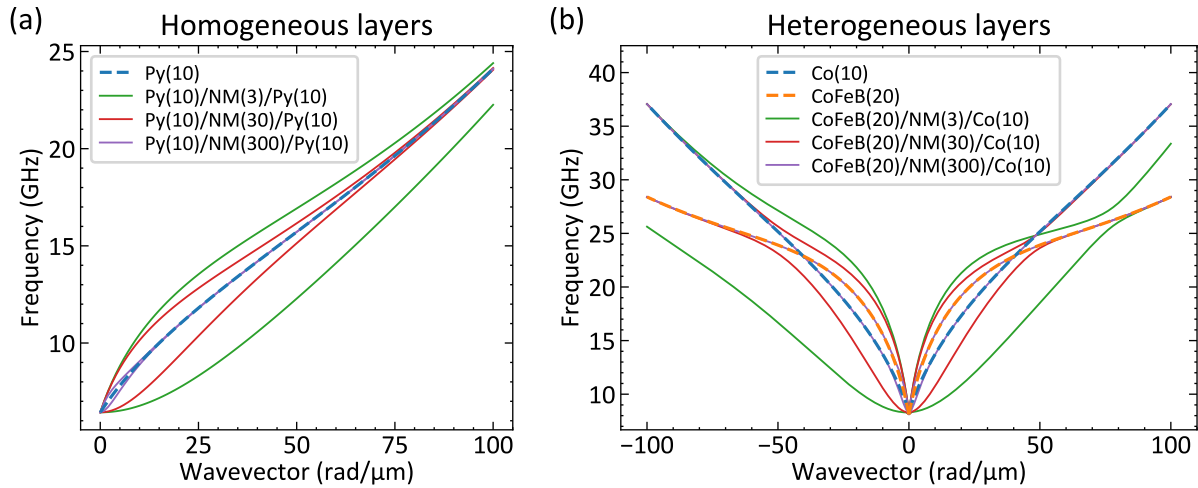 (a) Homogeneous layers
25
20
15
10
Frequency (GHz)
Py(10)
Py(10)/NM(3)/Py(10)
Py(10)/NM(30)/Py(10)
Py(10)/NM(300)/Py(10)
0 25 50 75 100
Wavevector (rad/μm)
(b) Heterogeneous layers
40
35
30
25
20
15
10
Frequency (GHz)
Co(10)
CoFeB(20)
CoFeB(20)/NM(3)/Co(10)
CoFeB(20)/NM(30)/Co(10)
CoFeB(20)/NM(300)/Co(10)
−100 −50 0 50 100
Wavevector (rad/μm)